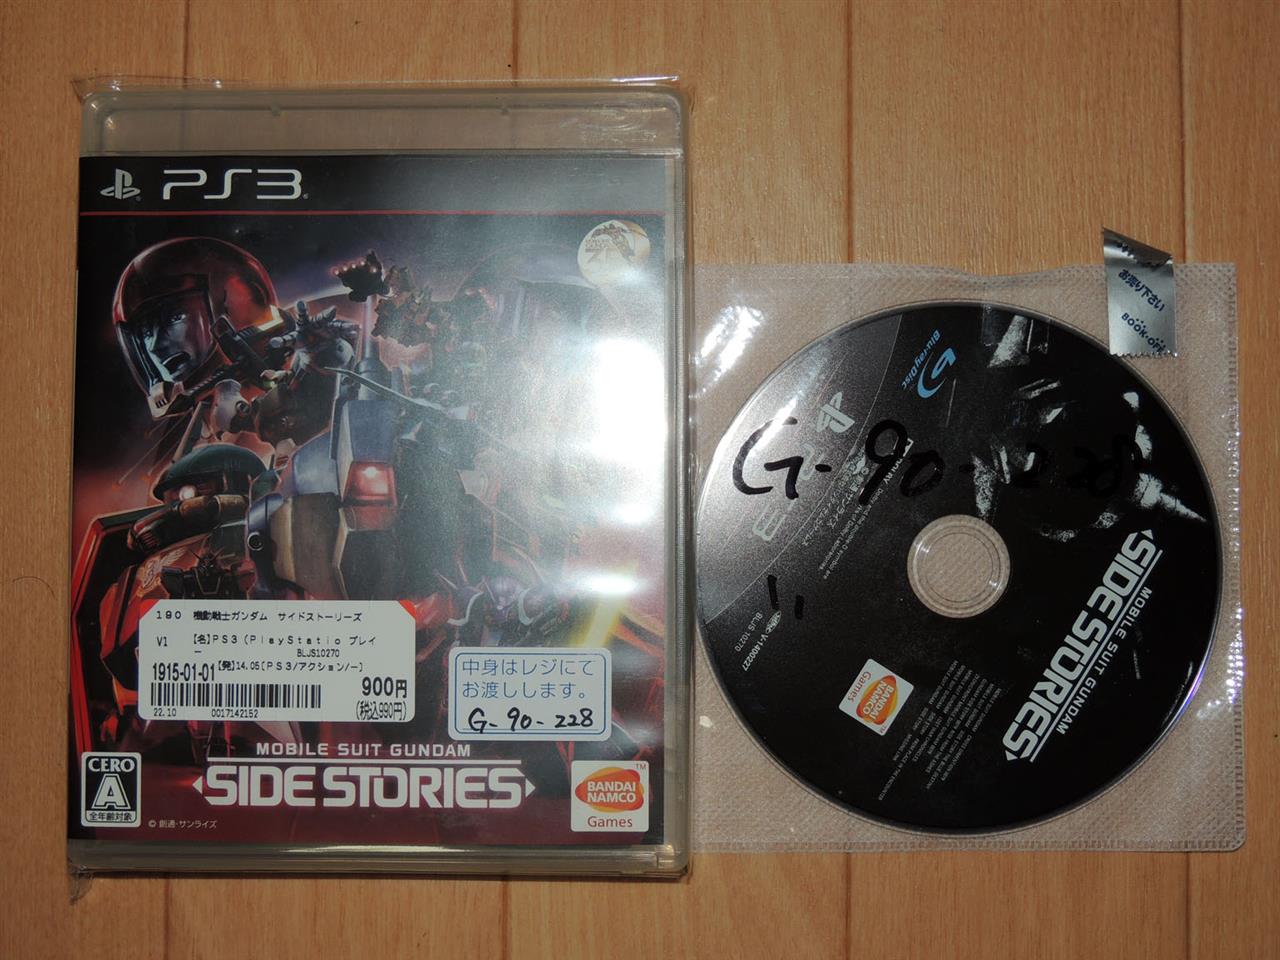 PS3
190 機動戦士ガンダム サイドストーリーズ
V1 【名】PS3 (PlayStatio プレイ
ー BLJS10270
1915-01-01 【発】14.05【PS3/アクション/ー】
900円
(税込990円)
22.10 0017142152
中身はレジにて
お渡しします。
G-90-228
MOBILE SUIT GUNDAM
SIDE STORIES
CERO
A
全年齢対象
© 創通・サンライズ
BANDAI
NAMCO
Games
お売り下さい
BOOK-OFF
Blu-ray Disc
PS3
G-90-228
BLJS 10270
MOBILE SUIT GUNDAM
SIDE STORIES
BANDAI
NAMCO
Games